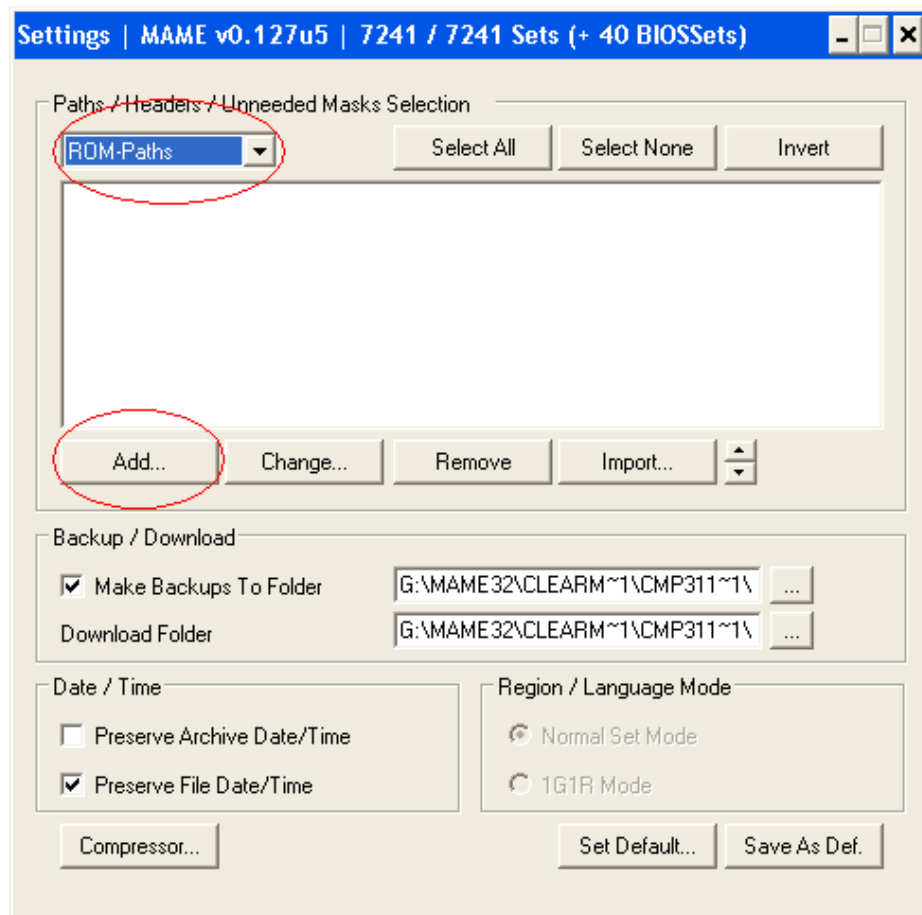 Settings | MAME v0.127u5 | 7241 / 7241 Sets (+ 40 BIOSSets)
Paths / Headers / Unneeded Masks Selection
ROM-Paths
Select All
Select None
Invert
Add...
Change...
Remove
Import...
Backup / Download
Make Backups To Folder
G:\MAME32\CLEARM~1\CMP311~1\
...
Download Folder
G:\MAME32\CLEARM~1\CMP311~1\
...
Date / Time
Preserve Archive Date/Time
Preserve File Date/Time
Region / Language Mode
Normal Set Mode
1G1R Mode
Compressor...
Set Default...
Save As Def.